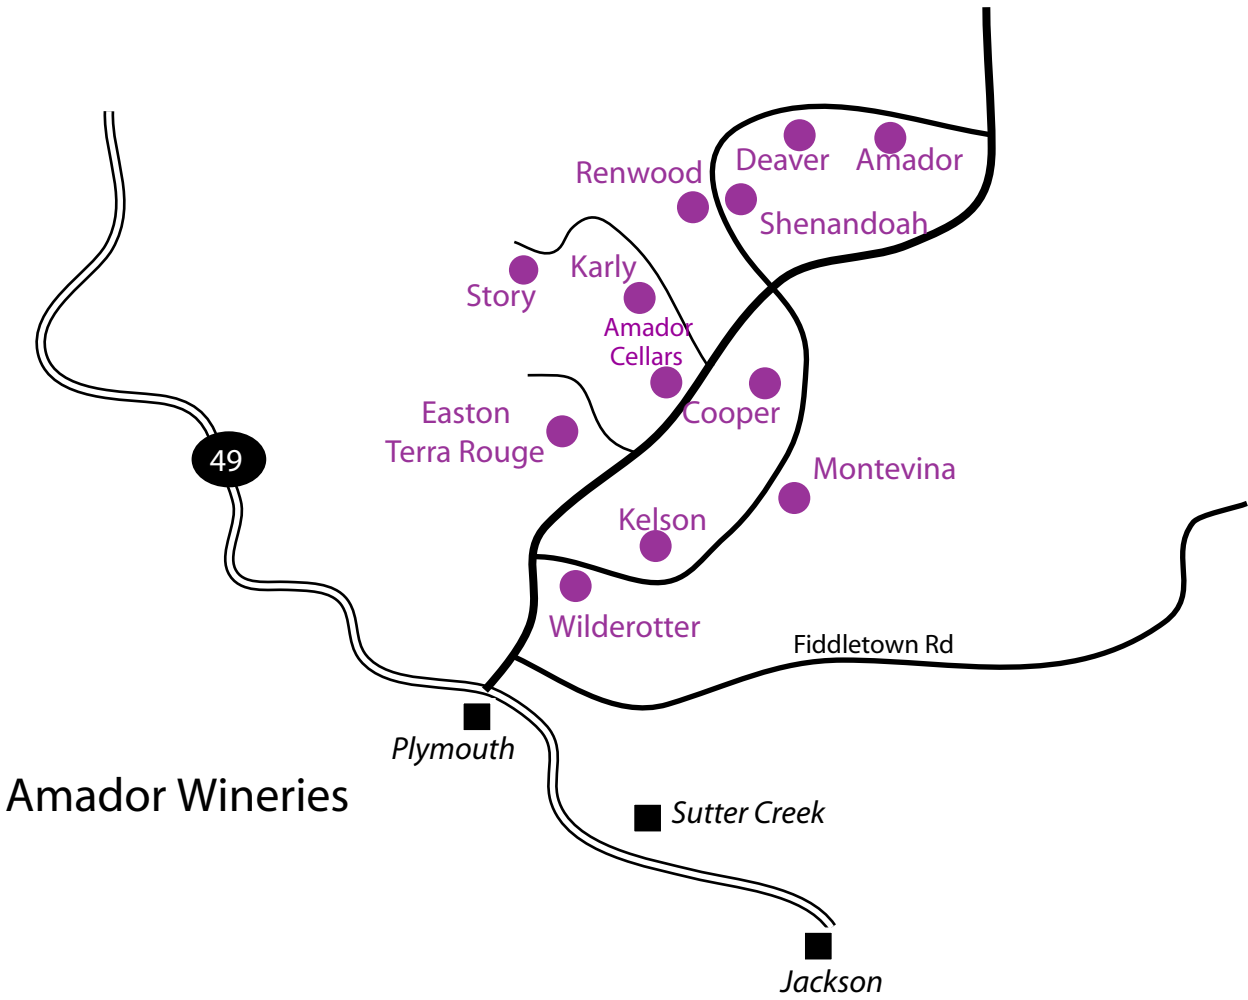 Deaver
Amador
Renwood
Shenandoah
Karly
Story
Amador
Cellars
Easton
Terra Rouge
Cooper
49
Montevina
Kelson
Wilderotter
Fiddletown Rd
Plymouth
Amador Wineries
Sutter Creek
Jackson